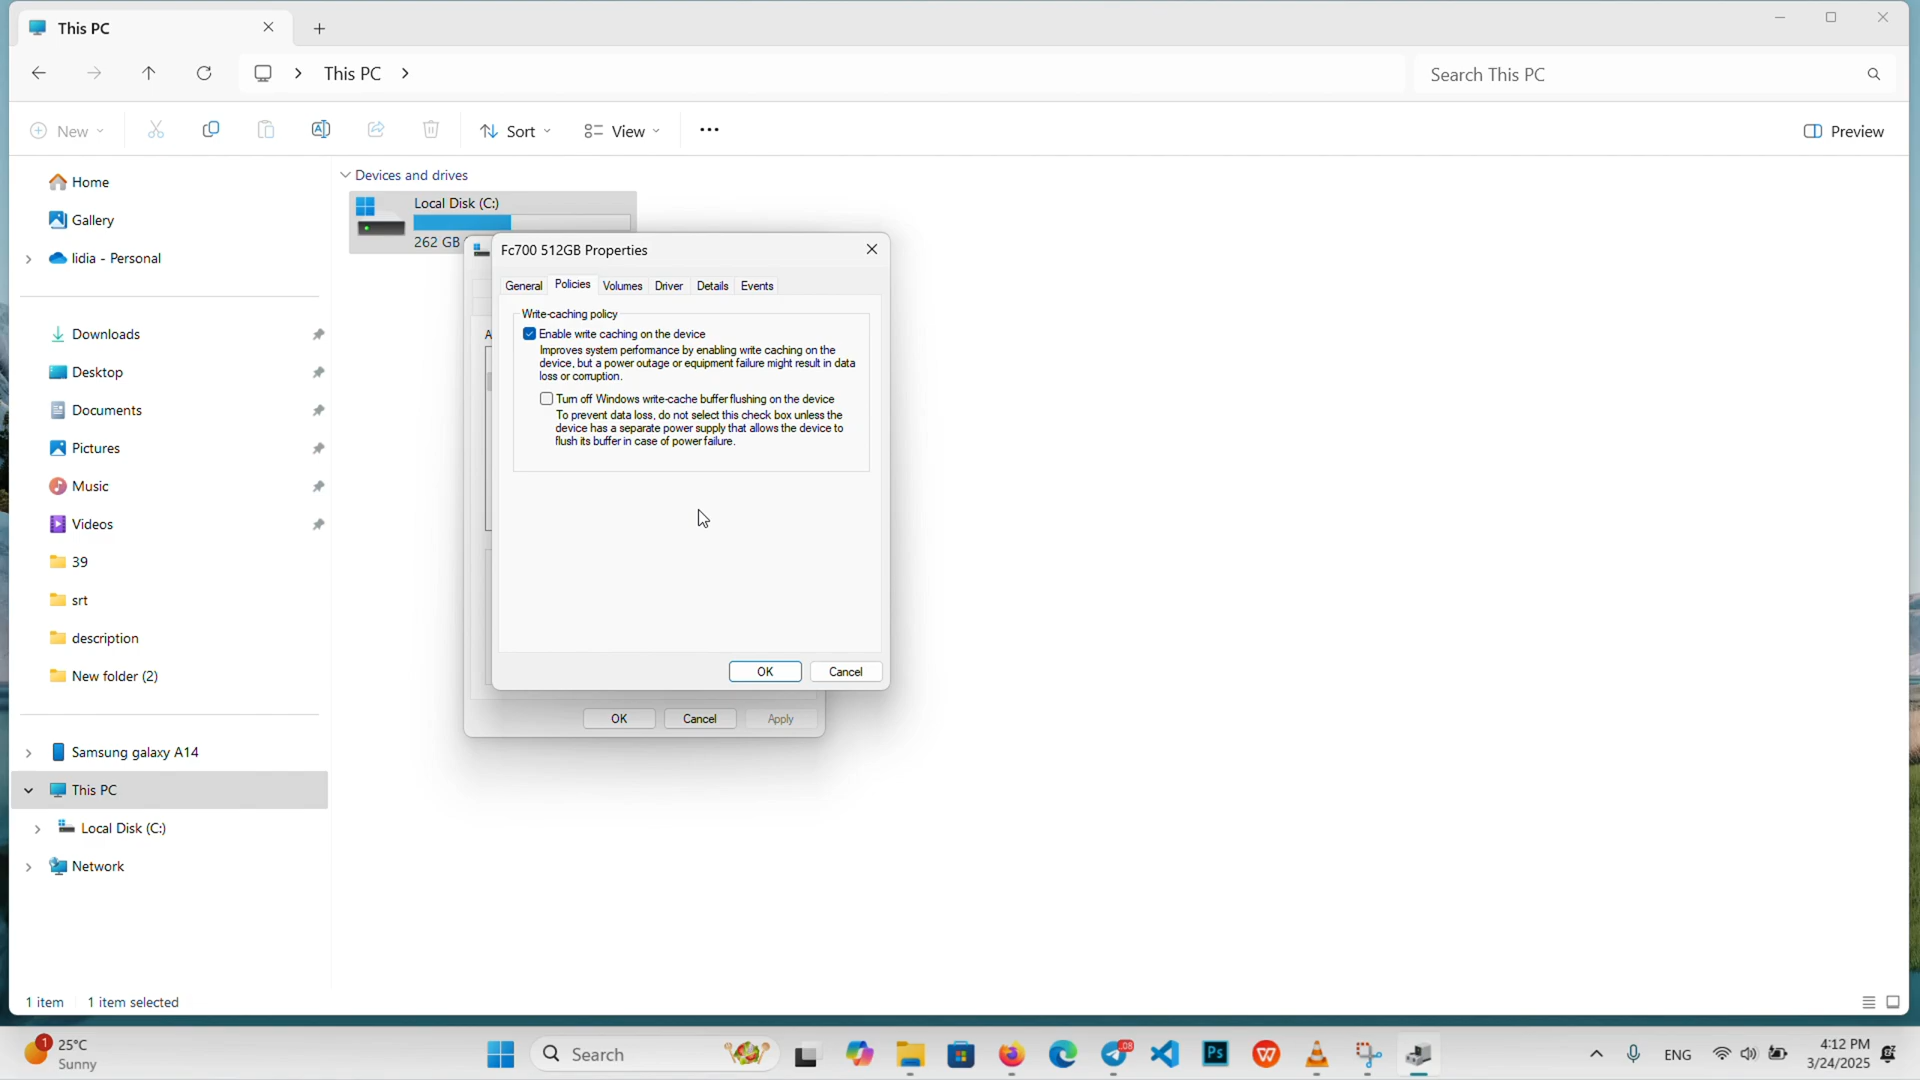 This PC
This PC
Search This PC
New
Sort
View
Preview
Home
Gallery
lidia - Personal
Downloads
Desktop
Documents
Pictures
Music
Videos
39
srt
description
New folder (2)
Samsung galaxy A14
This PC
Local Disk (C:)
Network
Devices and drives
Local Disk (C:)
262 GB
Fc700 512GB Properties
General Policies Volumes Driver Details Events
Write-caching policy
Enable write caching on the device
Improves system performance by enabling write caching on the
device, but a power outage or equipment failure might result in data
loss or corruption.
Turn off Windows write-cache buffer flushing on the device
To prevent data loss, do not select this check box unless the
device has a separate power supply that allows the device to
flush its buffer in case of power failure.
OK Cancel
A
OK Cancel Apply
1 item 1 item selected
1
25°C
Sunny
Search
.08
Ps
ENG
4:12 PM
3/24/2025